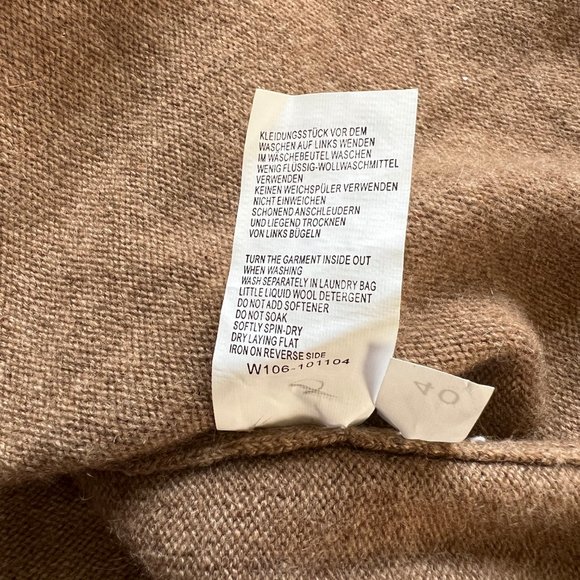 KLEIDUNGSSTÜCK VOR DEM
WASCHEN AUF LINKS WENDEN
IM WÄSCHEBEUTEL WASCHEN
WENIG FLÜSSIG-WOLLWASCHMITTEL
VERWENDEN
KEINEN WEICHSPÜLER VERWENDEN
NICHT EINWEICHEN
SCHONEND ANSCHLEUDERN
UND LIEGEND TROCKNEN
VON LINKS BÜGELN
TURN THE GARMENT INSIDE OUT
WHEN WASHING
WASH SEPARATELY IN LAUNDRY BAG
LITTLE LIQUID WOOL DETERGENT
DO NOT ADD SOFTENER
DO NOT SOAK
SOFTLY SPIN-DRY
DRY LAYING FLAT
IRON ON REVERSE SIDE
W106-101104
40